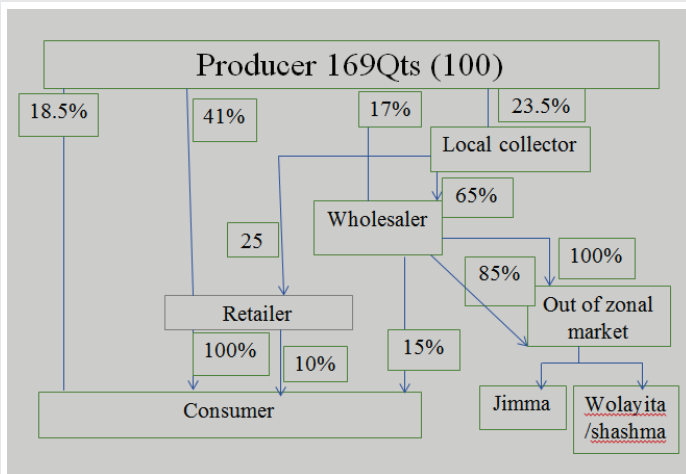 Producer 169Qts (100)
18.5%
41%
17%
23.5%
Local collector
65%
Wholesaler
25
100%
85%
Out of zonal
market
Retailer
100%
10%
15%
Consumer
Jimma
Wolayita
/shashma